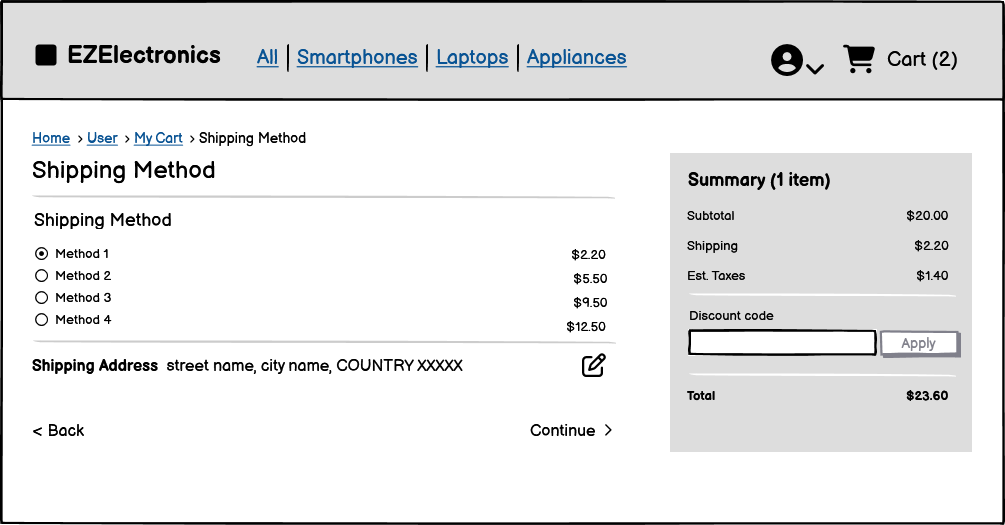 EZElectronics All Smartphones Laptops Appliances Cart (2)
Home > User > My Cart > Shipping Method
Shipping Method
Shipping Method
Method 1 $2.20
Method 2 $5.50
Method 3 $9.50
Method 4 $12.50
Shipping Address street name, city name, COUNTRY XXXXX
< Back Continue >
Summary (1 item)
Subtotal $20.00
Shipping $2.20
Est. Taxes $1.40
Discount code
Apply
Total $23.60